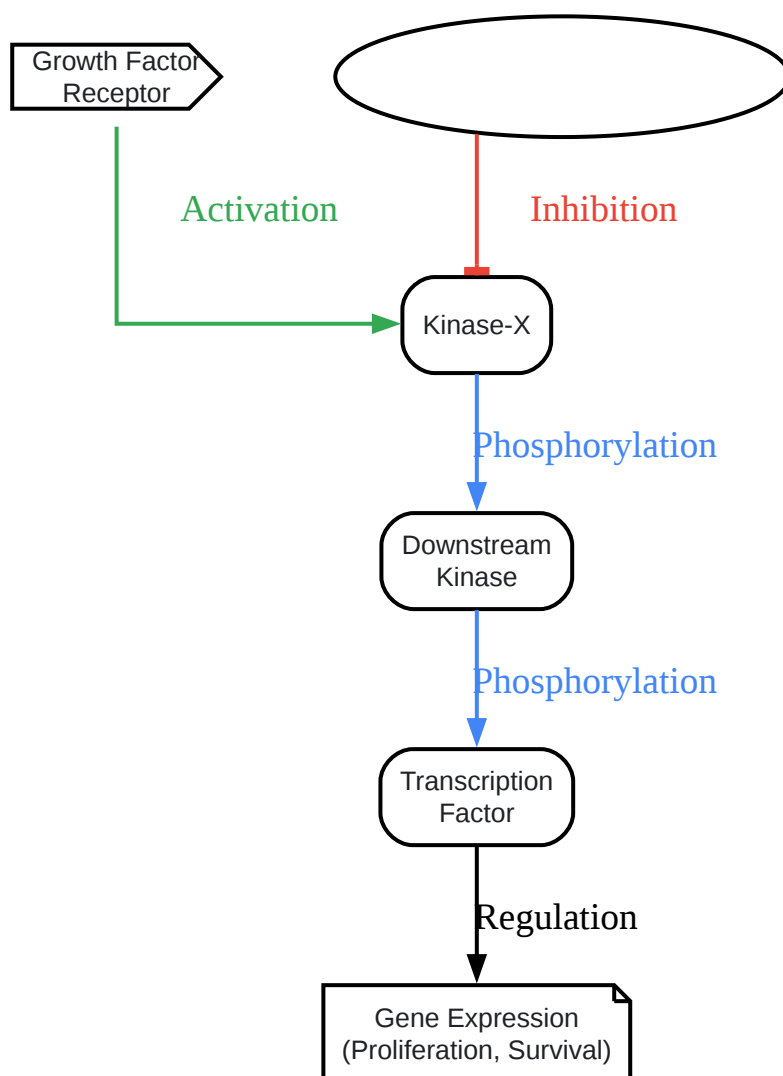 Growth Factor
Receptor
Activation
Inhibition
Kinase-X
Phosphorylation
Downstream
Kinase
Phosphorylation
Transcription
Factor
Regulation
Gene Expression
(Proliferation, Survival)